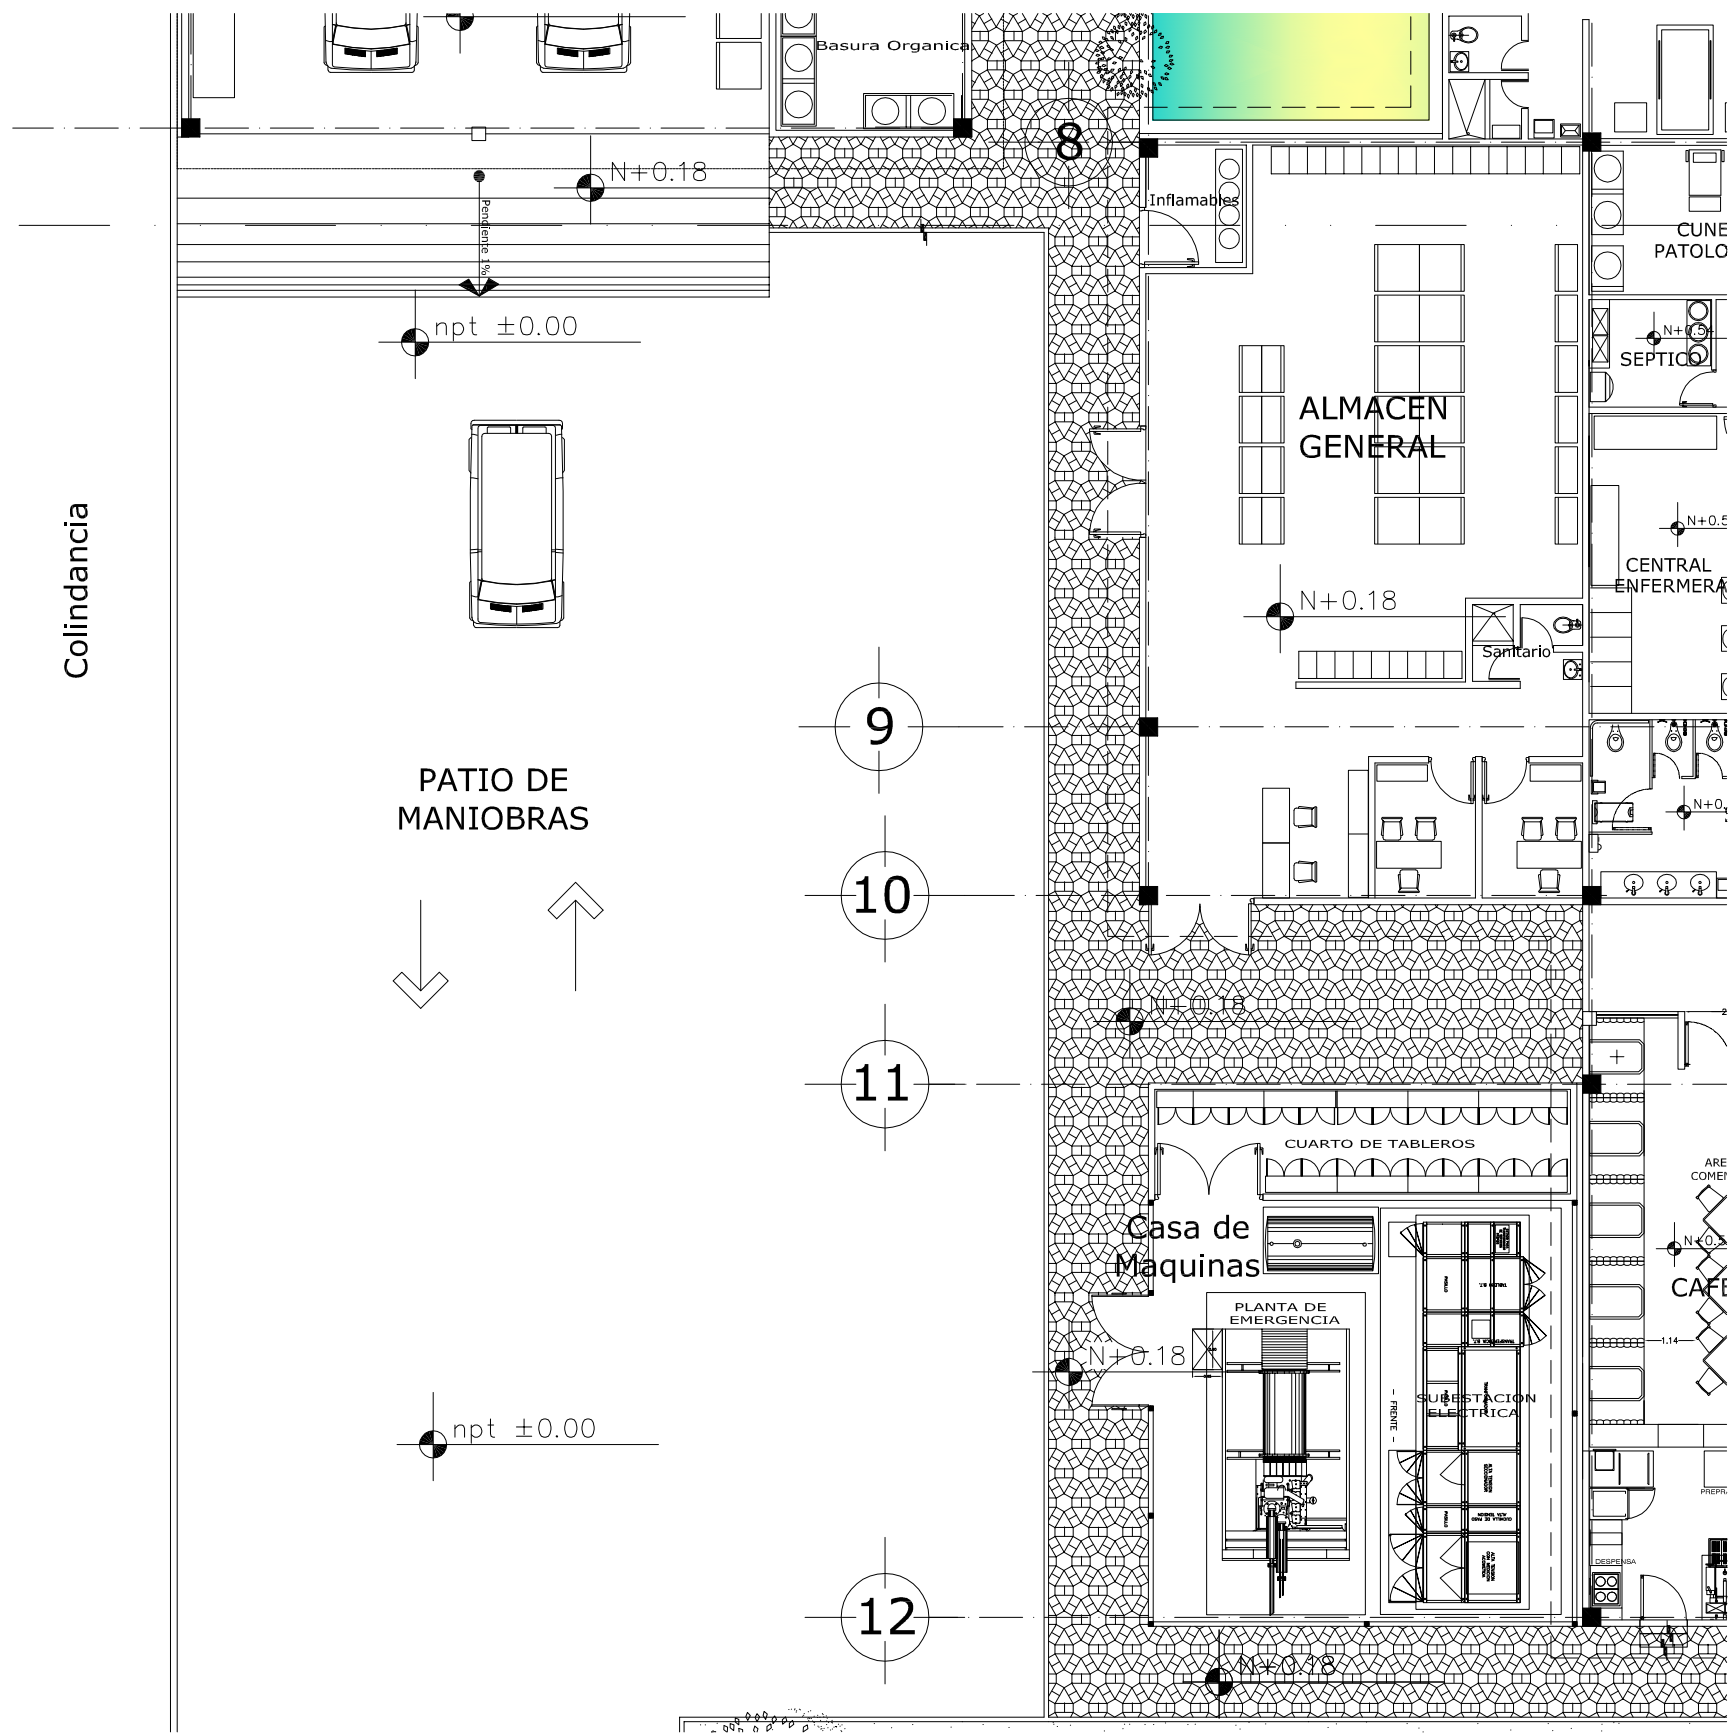 Basura Organica
8
N+0.18
Inflamables
Pendiente 1%
CUNE
PATOLO
npt ±0.00
N+0.54
SEPTICO
ALMACEN
GENERAL
Colindancia
N+0.5
CENTRAL
ENFERMERA
N+0.18
Sanitario
9
PATIO DE
MANIOBRAS
N+0.
10
N+0.18
11
CUARTO DE TABLEROS
ARE
COMEN
Casa de
Maquinas
N+0.5
CAFE
PLANTA DE
EMERGENCIA
1.14
N+0.18
SUBESTACION
ELECTRICA
- FRENTE -
npt ±0.00
PREPRA
DESPENSA
12
N+0.18